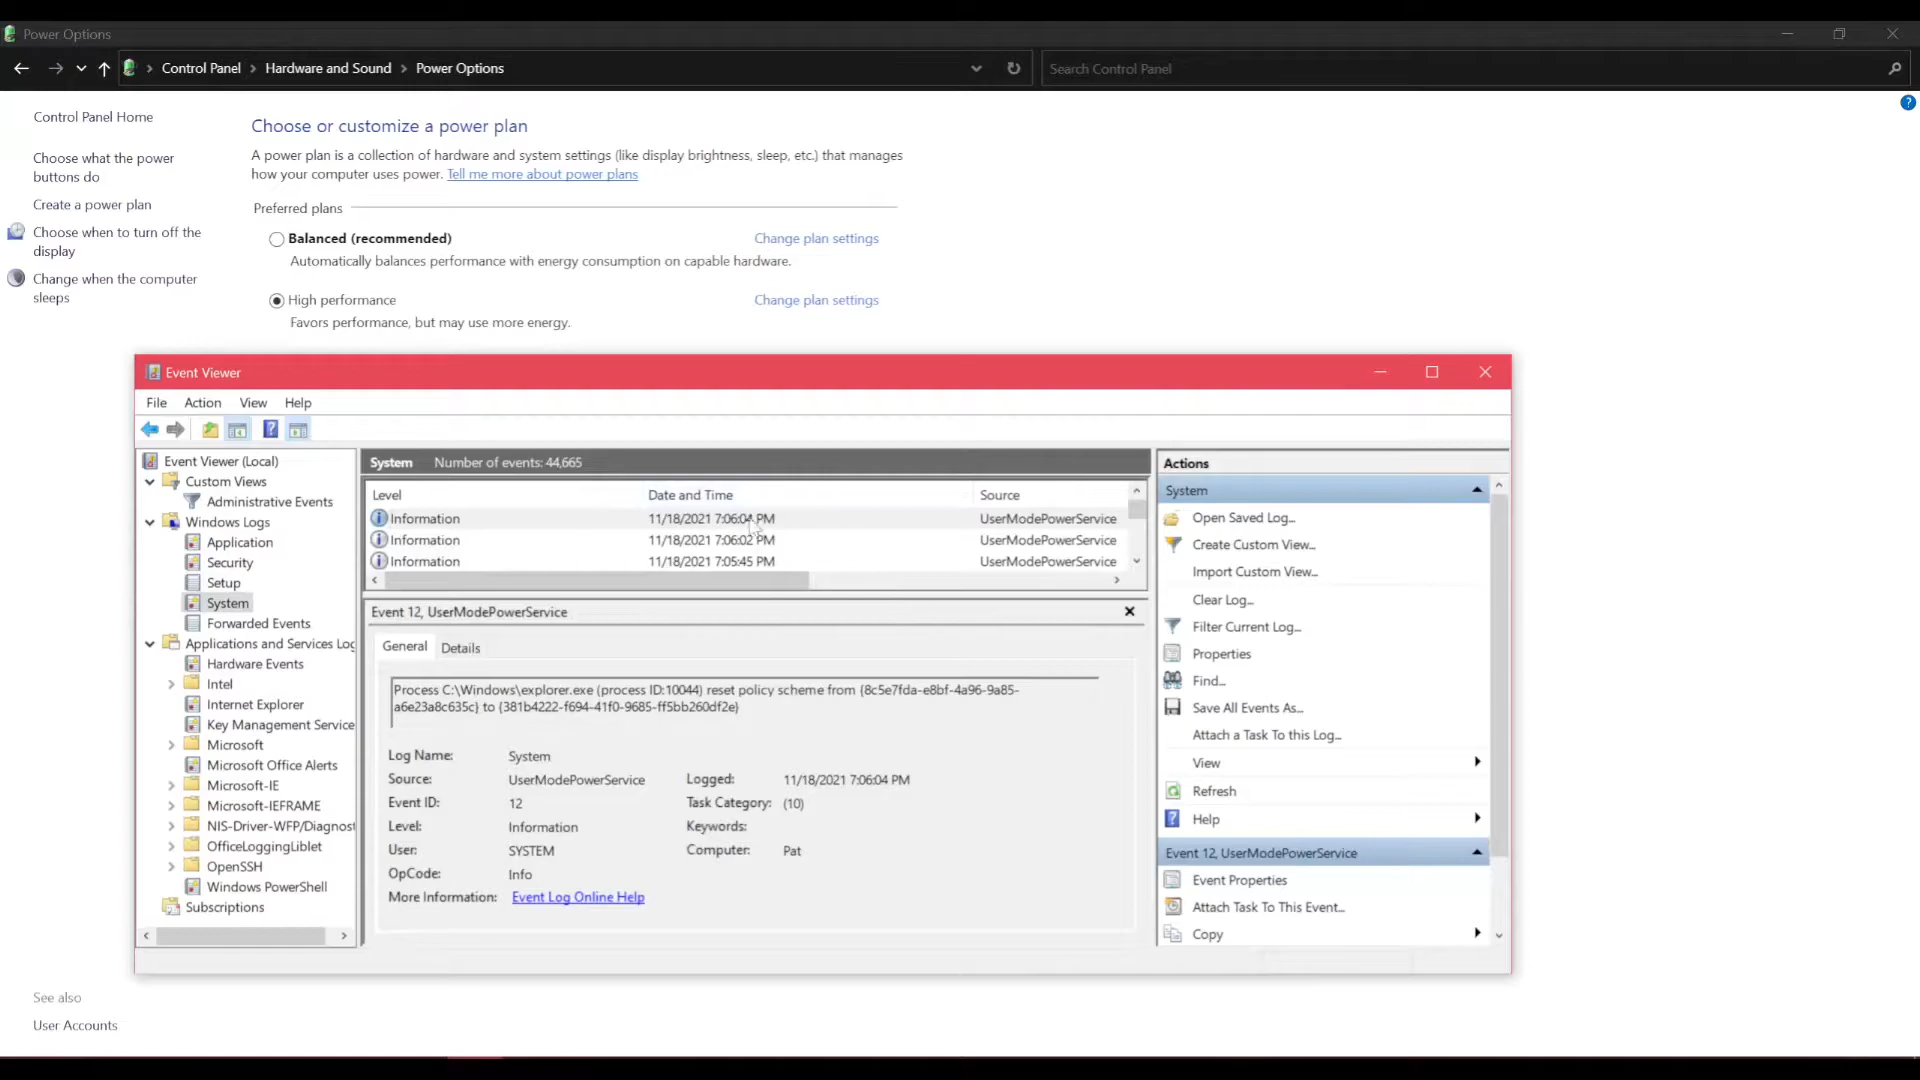 Power Options
Control Panel
Hardware and Sound
Power Options
Search Control Panel
?
Control Panel Home
Choose what the power
buttons do
Create a power plan
Choose when to turn off the
display
Change when the computer
sleeps
Choose or customize a power plan
A power plan is a collection of hardware and system settings (like display brightness, sleep, etc.) that manages
how your computer uses power. Tell me more about power plans
Preferred plans
Balanced (recommended) Change plan settings
Automatically balances performance with energy consumption on capable hardware.
High performance Change plan settings
Favors performance, but may use more energy.
Event Viewer
File Action View Help
Event Viewer (Local)
Custom Views
Administrative Events
Windows Logs
Application
Security
Setup
System
Forwarded Events
Applications and Services Log
Hardware Events
Intel
Internet Explorer
Key Management Service
Microsoft
Microsoft Office Alerts
Microsoft-IE
Microsoft-IEFRAME
NIS-Driver-WFP/Diagnost
OfficeLoggingLiblet
OpenSSH
Windows PowerShell
Subscriptions
System Number of events: 44,665
Level Date and Time Source
Information 11/18/2021 7:06:04 PM UserModePowerService
Information 11/18/2021 7:06:02 PM UserModePowerService
Information 11/18/2021 7:05:45 PM UserModePowerService
Event 12, UserModePowerService
General Details
Process C:\Windows\explorer.exe (process ID:10044) reset policy scheme from {8c5e7fda-e8bf-4a96-9a85-
a6e23a8c635c} to {381b4222-f694-41f0-9685-ff5bb260df2e}
Log Name: System
Source: UserModePowerService Logged: 11/18/2021 7:06:04 PM
Event ID: 12 Task Category: (10)
Level: Information Keywords:
User: SYSTEM Computer: Pat
OpCode: Info
More Information: Event Log Online Help
Actions
System
Open Saved Log...
Create Custom View...
Import Custom View...
Clear Log...
Filter Current Log...
Properties
Find...
Save All Events As...
Attach a Task To this Log...
View
Refresh
Help
Event 12, UserModePowerService
Event Properties
Attach Task To This Event...
Copy
See also
User Accounts